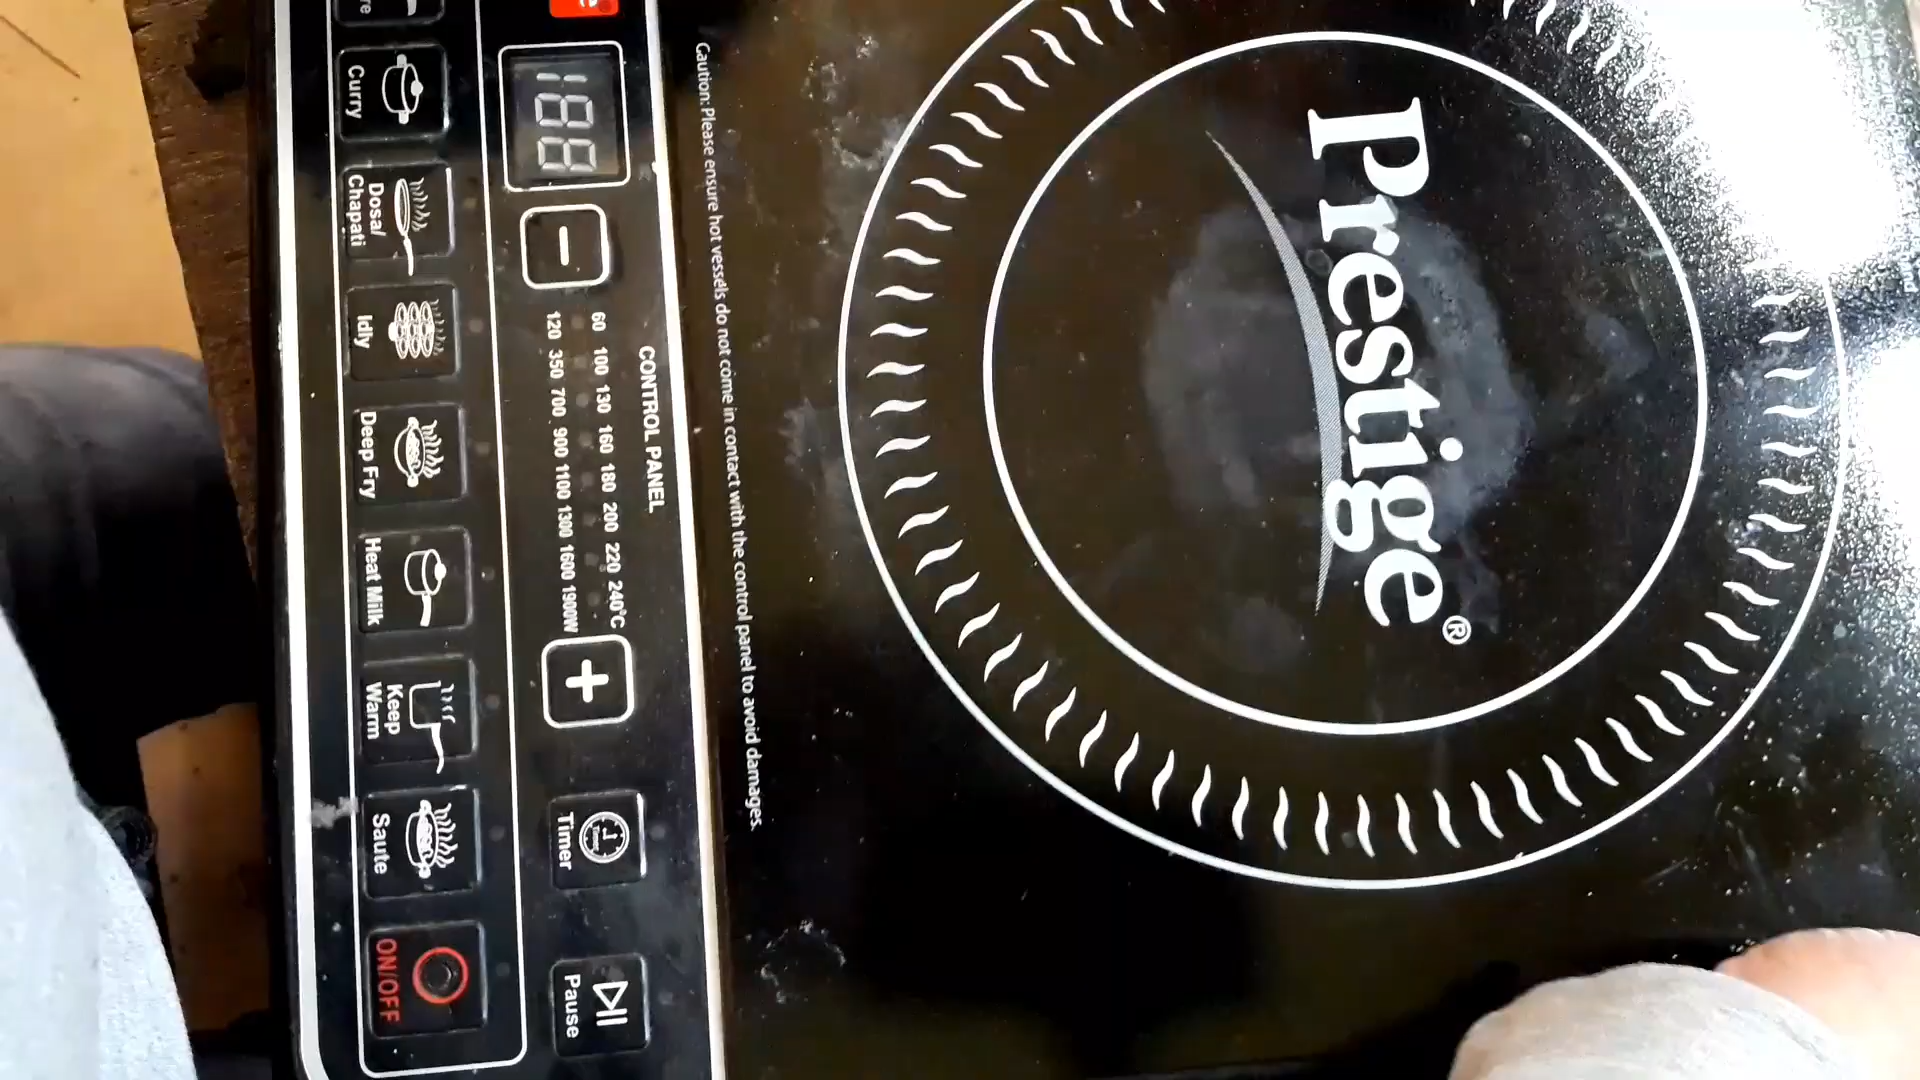 Prestige®
Caution: Please ensure hot vessels do not come in contact with the control panel to avoid damages.
CONTROL PANEL
60 100 130 160 180 200 220 240°C
120 350 700 900 1100 1300 1600 1900W
−
+
Timer
Pause
Curry
Dosa/
Chapati
Idly
Deep Fry
Heat Milk
Keep
Warm
Saute
ON/OFF